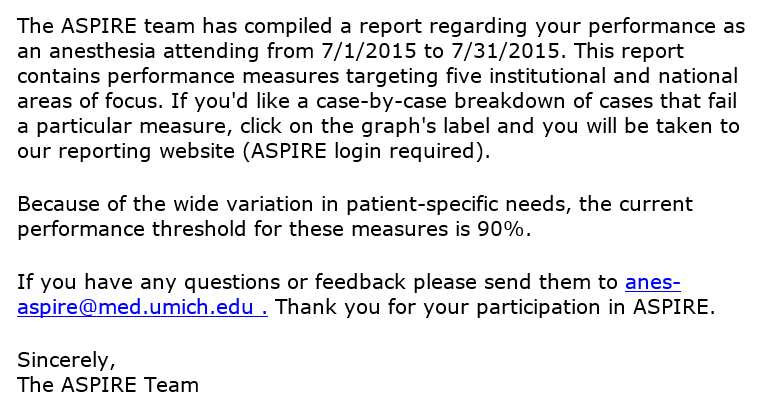 The ASPIRE team has compiled a report regarding your performance as
an anesthesia attending from 7/1/2015 to 7/31/2015. This report
contains performance measures targeting five institutional and national
areas of focus. If you'd like a case-by-case breakdown of cases that fail
a particular measure, click on the graph's label and you will be taken to
our reporting website (ASPIRE login required).
Because of the wide variation in patient-specific needs, the current
performance threshold for these measures is 90%.
If you have any questions or feedback please send them to anes-
aspire@med.umich.edu . Thank you for your participation in ASPIRE.
Sincerely,
The ASPIRE Team